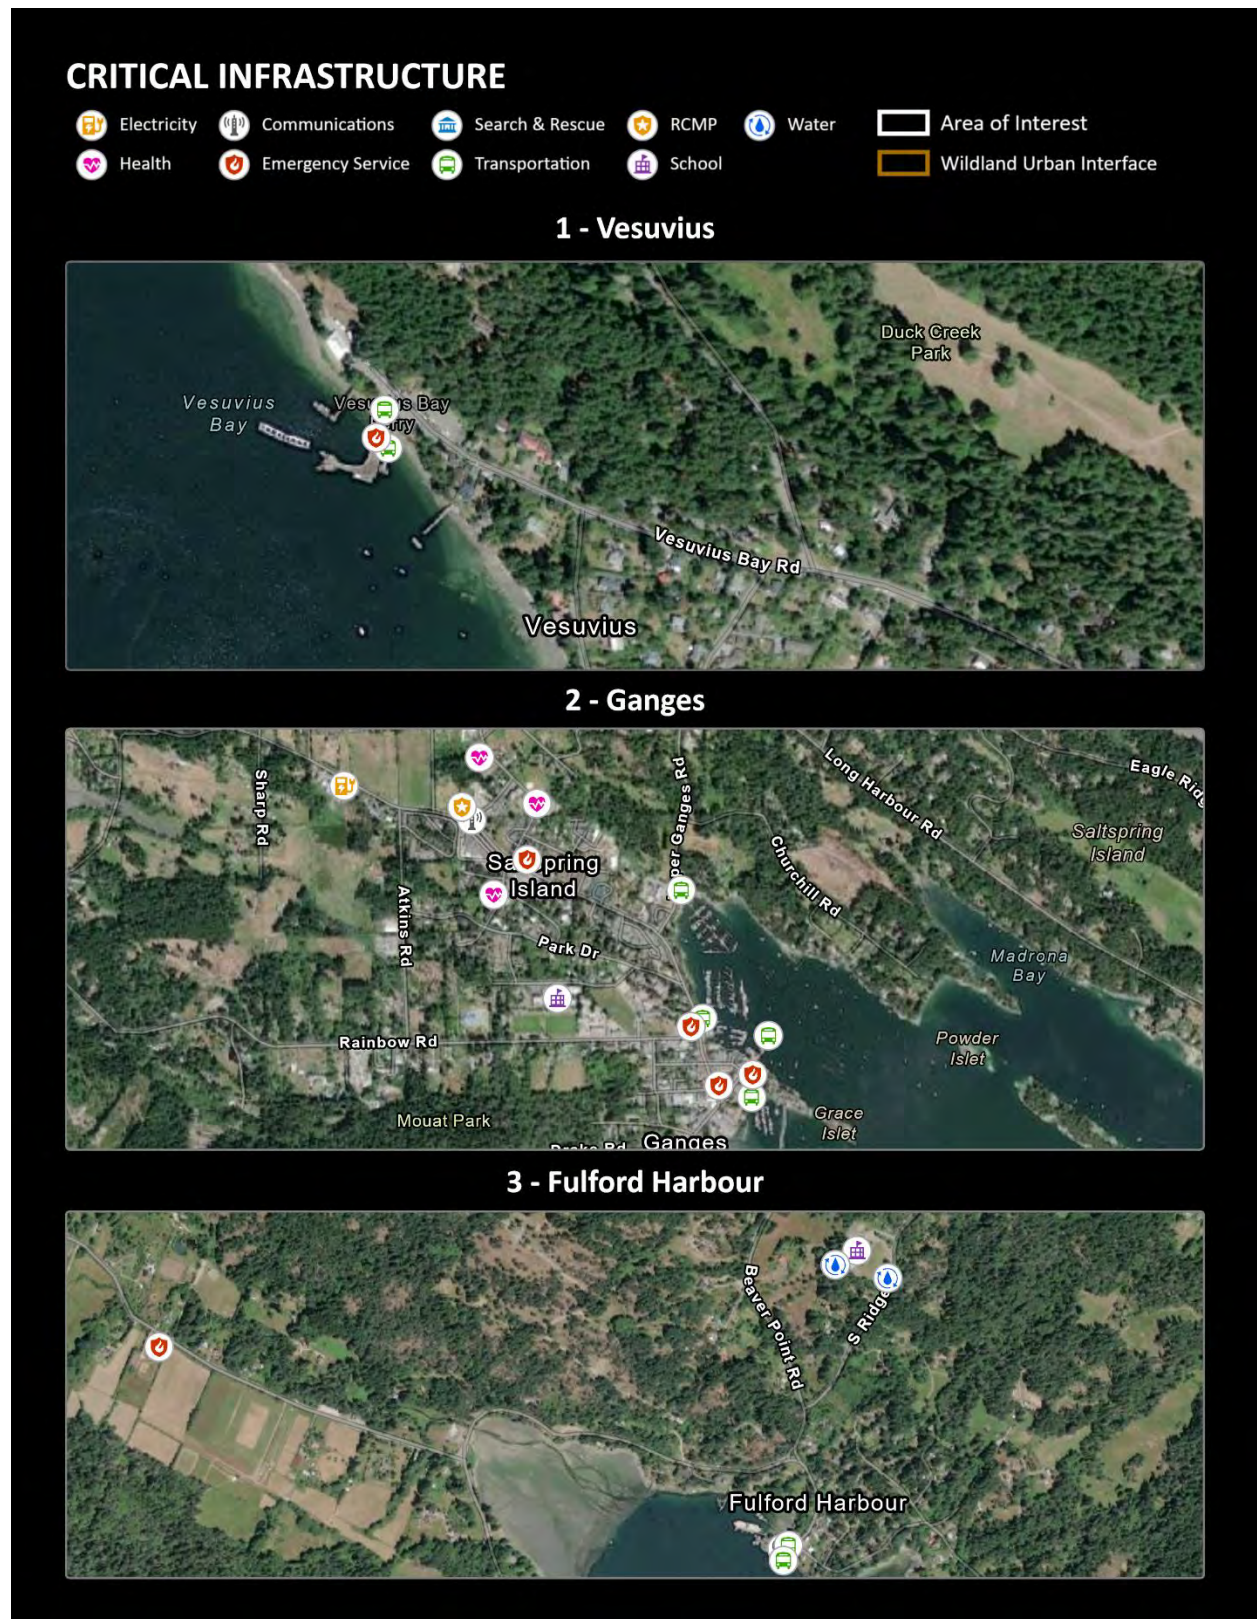 CRITICAL INFRASTRUCTURE
Electricity
Communications
Search & Rescue
RCMP
Water
Area of Interest
Health
Emergency Service
Transportation
School
Wildland Urban Interface
1 - Vesuvius
Duck Creek
Park
Vesuvius
Bay
Bay
Vesuvius Bay Rd
Vesuvius
2 - Ganges
Sharp Rd
Ganges Rd
Long Harbour Rd
Eagle
Saltspring
Island
Churchill Rd
Island
Atkins Rd
Park Dr
Madrona
Bay
Rainbow Rd
Powder
Islet
Mouat Park
Grace
Islet
Ganges
3 - Fulford Harbour
Beaver Point Rd
S Ridge
Fulford Harbour